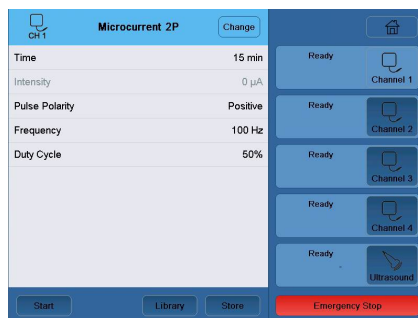 CH 1
Microcurrent 2P
Change
Time 15 min
Intensity 0 µA
Pulse Polarity Positive
Frequency 100 Hz
Duty Cycle 50%
Start
Library
Store
Ready
Channel 1
Ready
Channel 2
Ready
Channel 3
Ready
Channel 4
Ready
Ultrasound
Emergency Stop